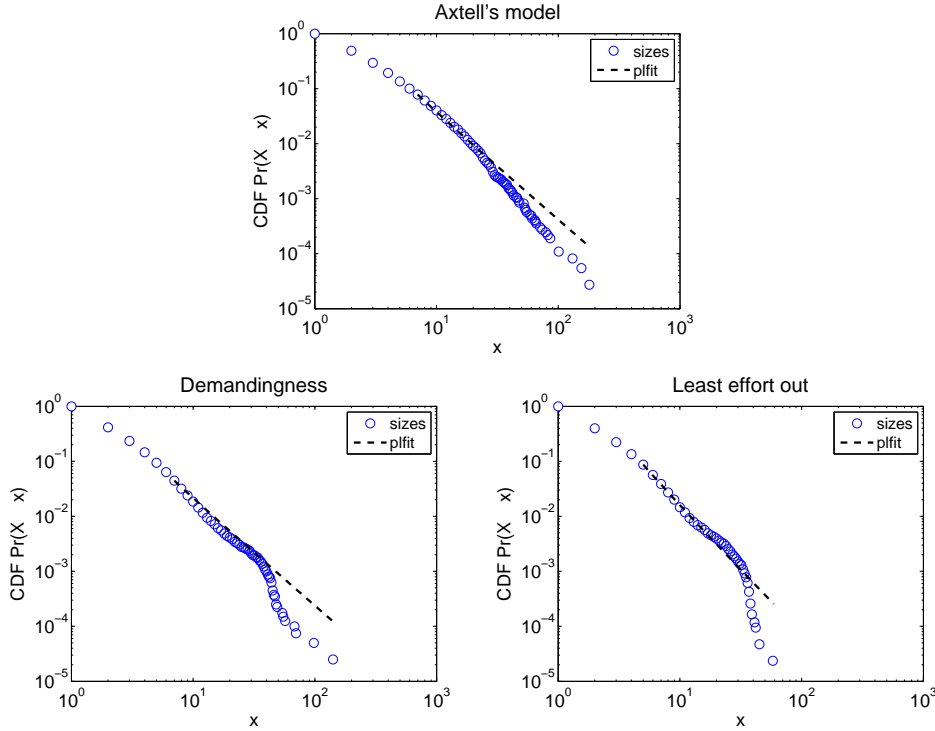 Axtell's model
10^0
10^-1
10^-2
10^-3
10^-4
10^-5
CDF Pr(X x)
10^0 10^1 10^2 10^3
x
sizes
plfit
Demandingness
10^0
10^-1
10^-2
10^-3
10^-4
10^-5
CDF Pr(X x)
10^0 10^1 10^2 10^3
x
sizes
plfit
Least effort out
10^0
10^-1
10^-2
10^-3
10^-4
10^-5
CDF Pr(X x)
10^0 10^1 10^2 10^3
x
sizes
plfit